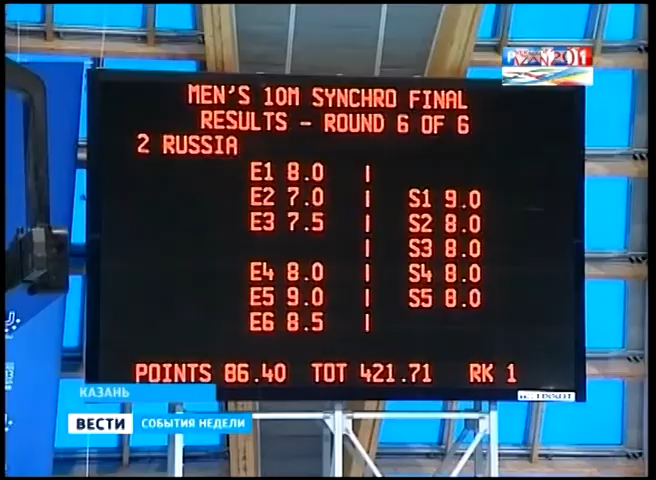 MEN'S 10M SYNCHRO FINAL
RESULTS - ROUND 6 OF 6
2 RUSSIA
E1 8.0
E2 7.0 S1 9.0
E3 7.5 S2 8.0
S3 8.0
E4 8.0 S4 8.0
E5 9.0 S5 8.0
E6 8.5
POINTS 86.40 TOT 421.71 RK 1
КАЗАНЬ
ВЕСТИ СОБЫТИЯ НЕДЕЛИ